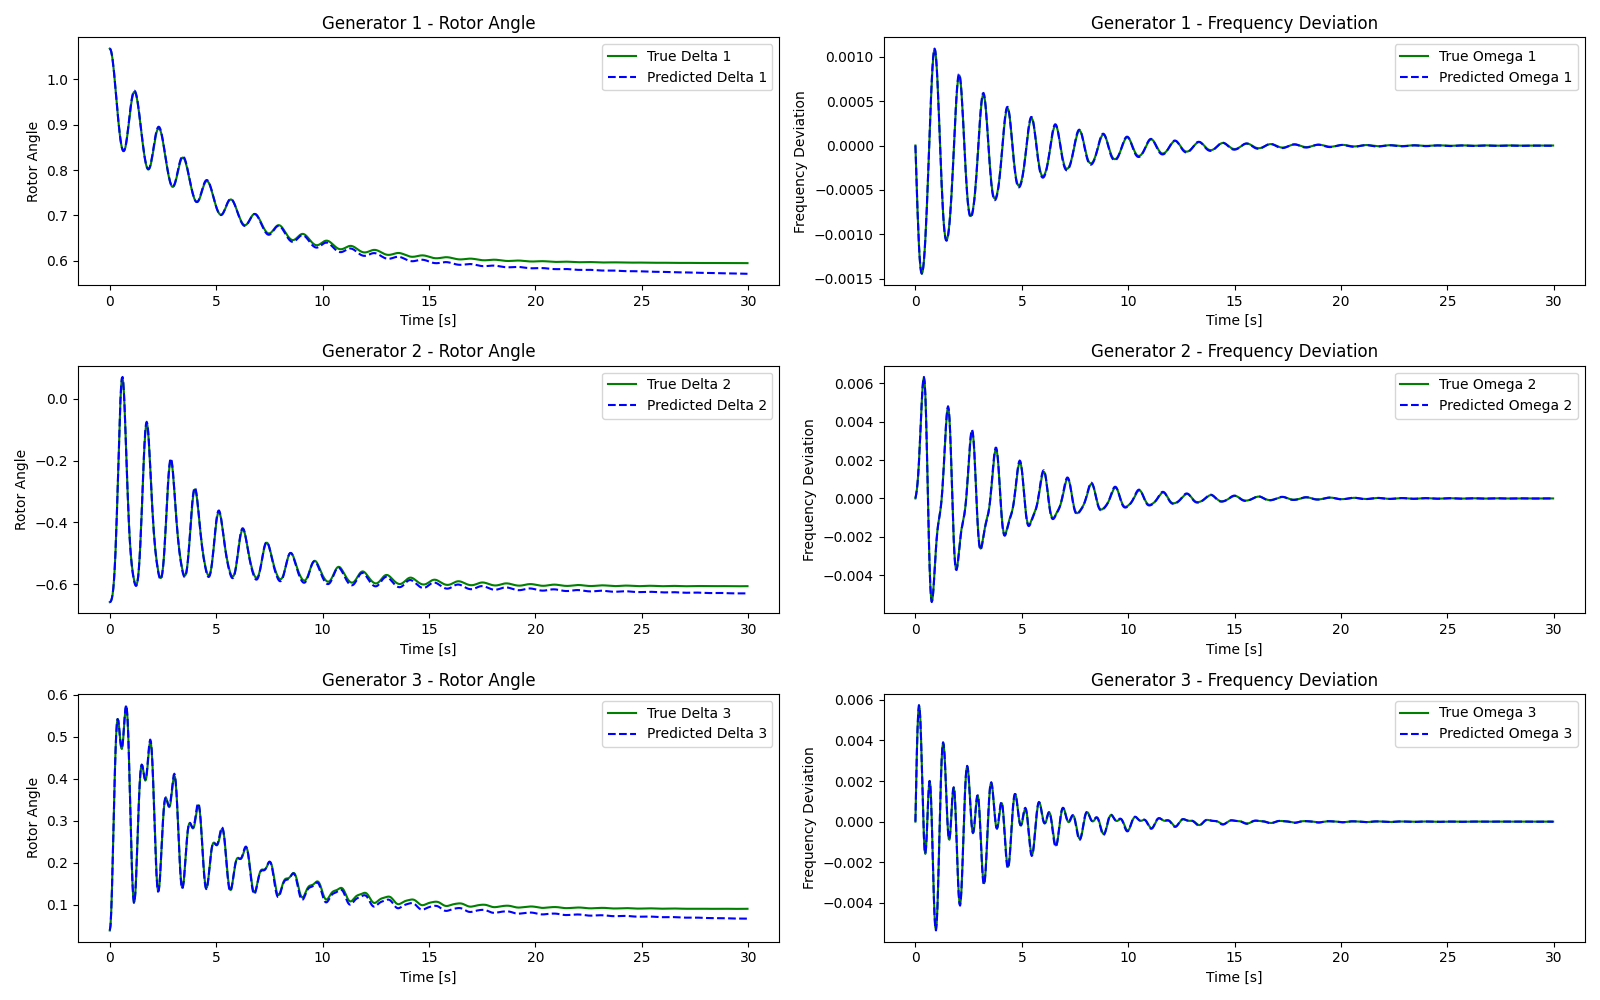 Generator 1 - Rotor Angle
Rotor Angle
1.0
0.9
0.8
0.7
0.6
True Delta 1
Predicted Delta 1
0 5 10 15 20 25 30
Time [s]
Generator 1 - Frequency Deviation
Frequency Deviation
0.0010
0.0005
0.0000
−0.0005
−0.0010
−0.0015
True Omega 1
Predicted Omega 1
0 5 10 15 20 25 30
Time [s]
Generator 2 - Rotor Angle
Rotor Angle
0.0
−0.2
−0.4
−0.6
True Delta 2
Predicted Delta 2
0 5 10 15 20 25 30
Time [s]
Generator 2 - Frequency Deviation
Frequency Deviation
0.006
0.004
0.002
0.000
−0.002
−0.004
True Omega 2
Predicted Omega 2
0 5 10 15 20 25 30
Time [s]
Generator 3 - Rotor Angle
Rotor Angle
0.6
0.5
0.4
0.3
0.2
0.1
True Delta 3
Predicted Delta 3
0 5 10 15 20 25 30
Time [s]
Generator 3 - Frequency Deviation
Frequency Deviation
0.006
0.004
0.002
0.000
−0.002
−0.004
True Omega 3
Predicted Omega 3
0 5 10 15 20 25 30
Time [s]